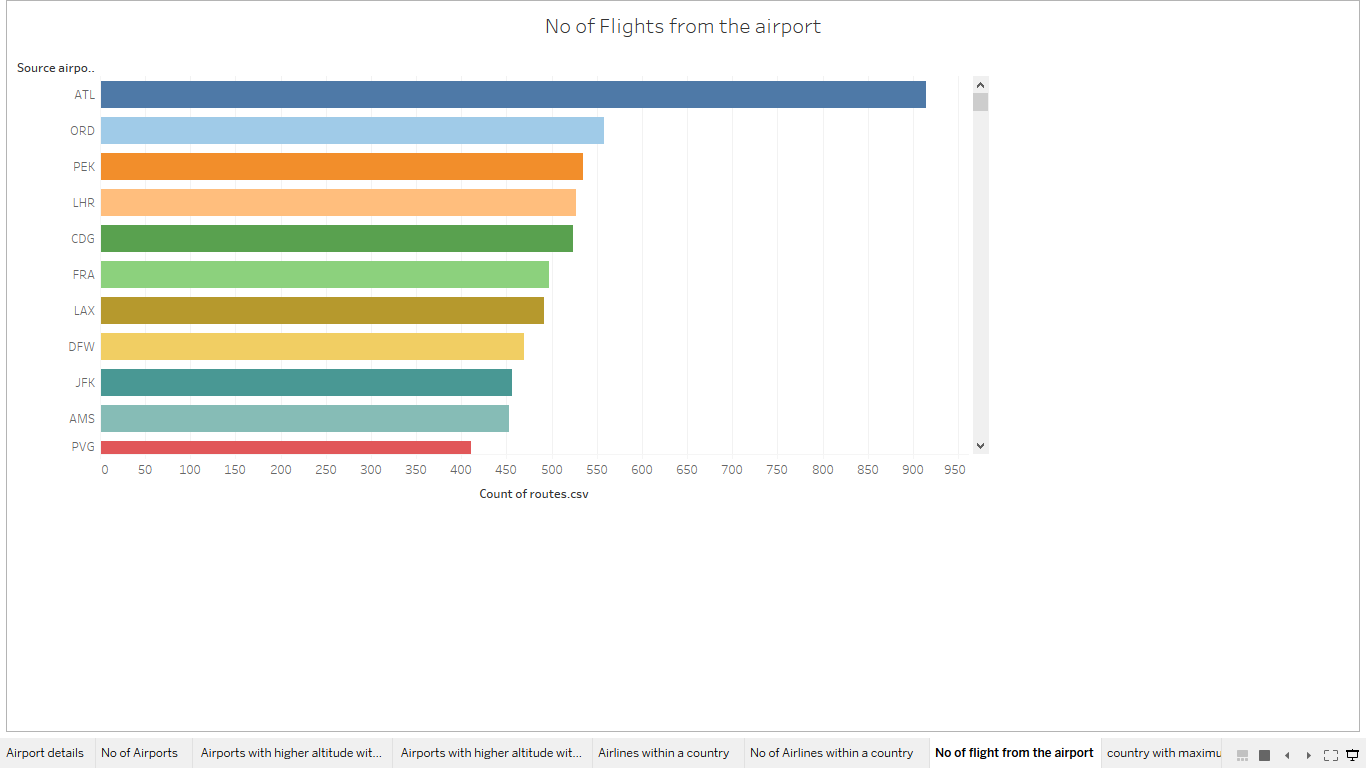 No of Flights from the airport
Source airpo..
ATL
ORD
PEK
LHR
CDG
FRA
LAX
DFW
JFK
AMS
PVG
0 50 100 150 200 250 300 350 400 450 500 550 600 650 700 750 800 850 900 950
Count of routes.csv
Airport details No of Airports Airports with higher altitude wit... Airports with higher altitude wit... Airlines within a country No of Airlines within a country No of flight from the airport country with maximu